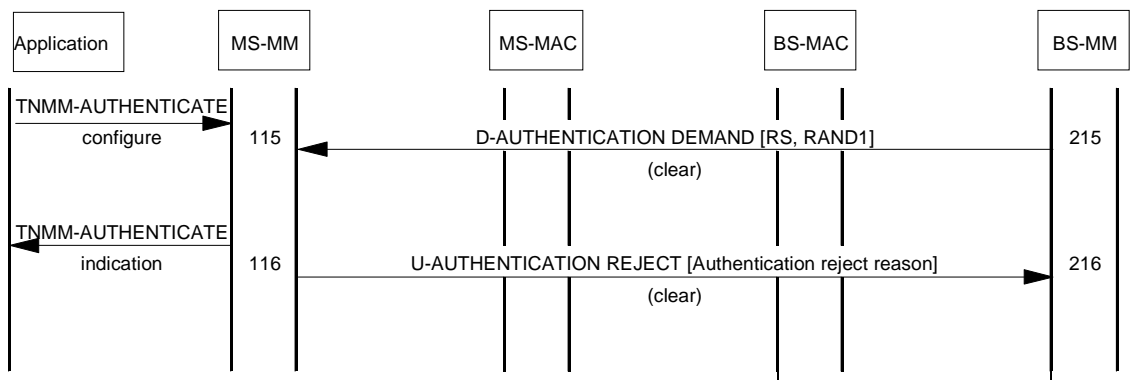 Application
MS-MM
MS-MAC
BS-MAC
BS-MM
TNMM-AUTHENTICATE
configure
115
D-AUTHENTICATION DEMAND [RS, RAND1]
(clear)
215
TNMM-AUTHENTICATE
indication
116
U-AUTHENTICATION REJECT [Authentication reject reason]
(clear)
216